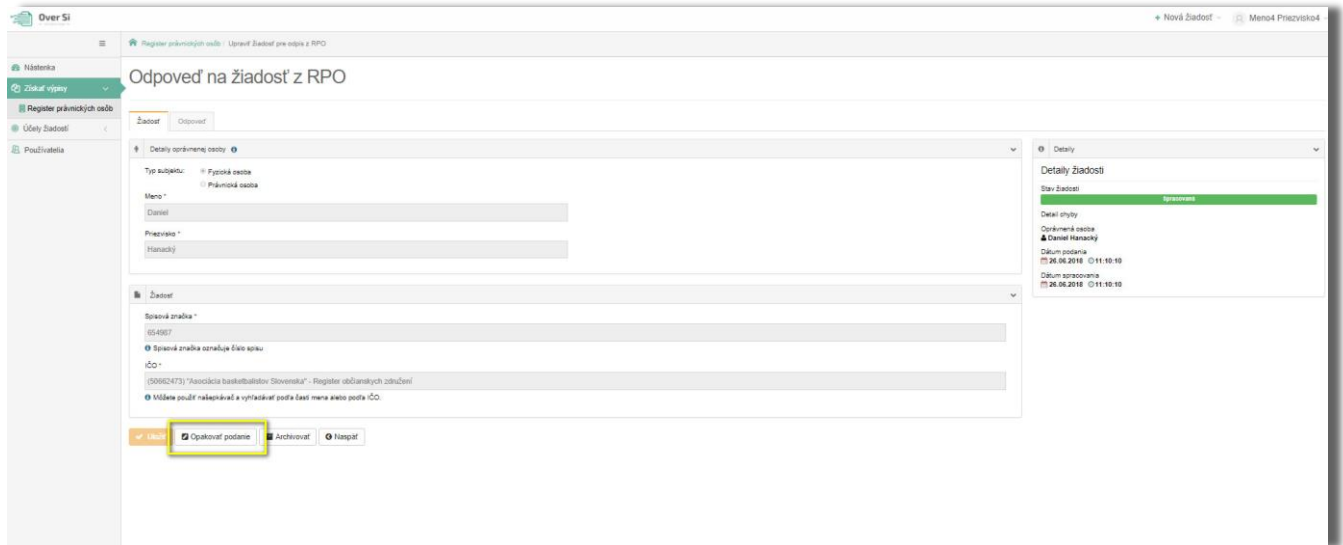 Over Si
+ Nová žiadosť
Meno4 Priezvisko4
Register právnických osôb / Upraviť žiadosť pre odpis z RPO
Nástenka
Získať výpisy
Register právnických osôb
Účely žiadostí
Používatelia
Odpoveď na žiadosť z RPO
Žiadosť
Odpoveď
Detaily oprávnenej osoby
Typ subjektu:
Fyzická osoba
Právnická osoba
Meno *
Daniel
Priezvisko *
Hanacký
Žiadosť
Spisová značka *
654987
Spisová značka označuje číslo spisu
IČO *
(50662473) "Asociácia basketbalistov Slovenska" - Register občianskych združení
Môžete použiť našepkávač a vyhľadávať podľa časti mena alebo podľa IČO.
Uložiť
Opakovať podanie
Archivovať
Naspäť
Detaily
Detaily žiadosti
Stav žiadosti
Spracovaná
Detail chyby
Oprávnená osoba
Daniel Hanacký
Dátum podania
26.06.2018 11:10:10
Dátum spracovania
26.06.2018 11:10:10